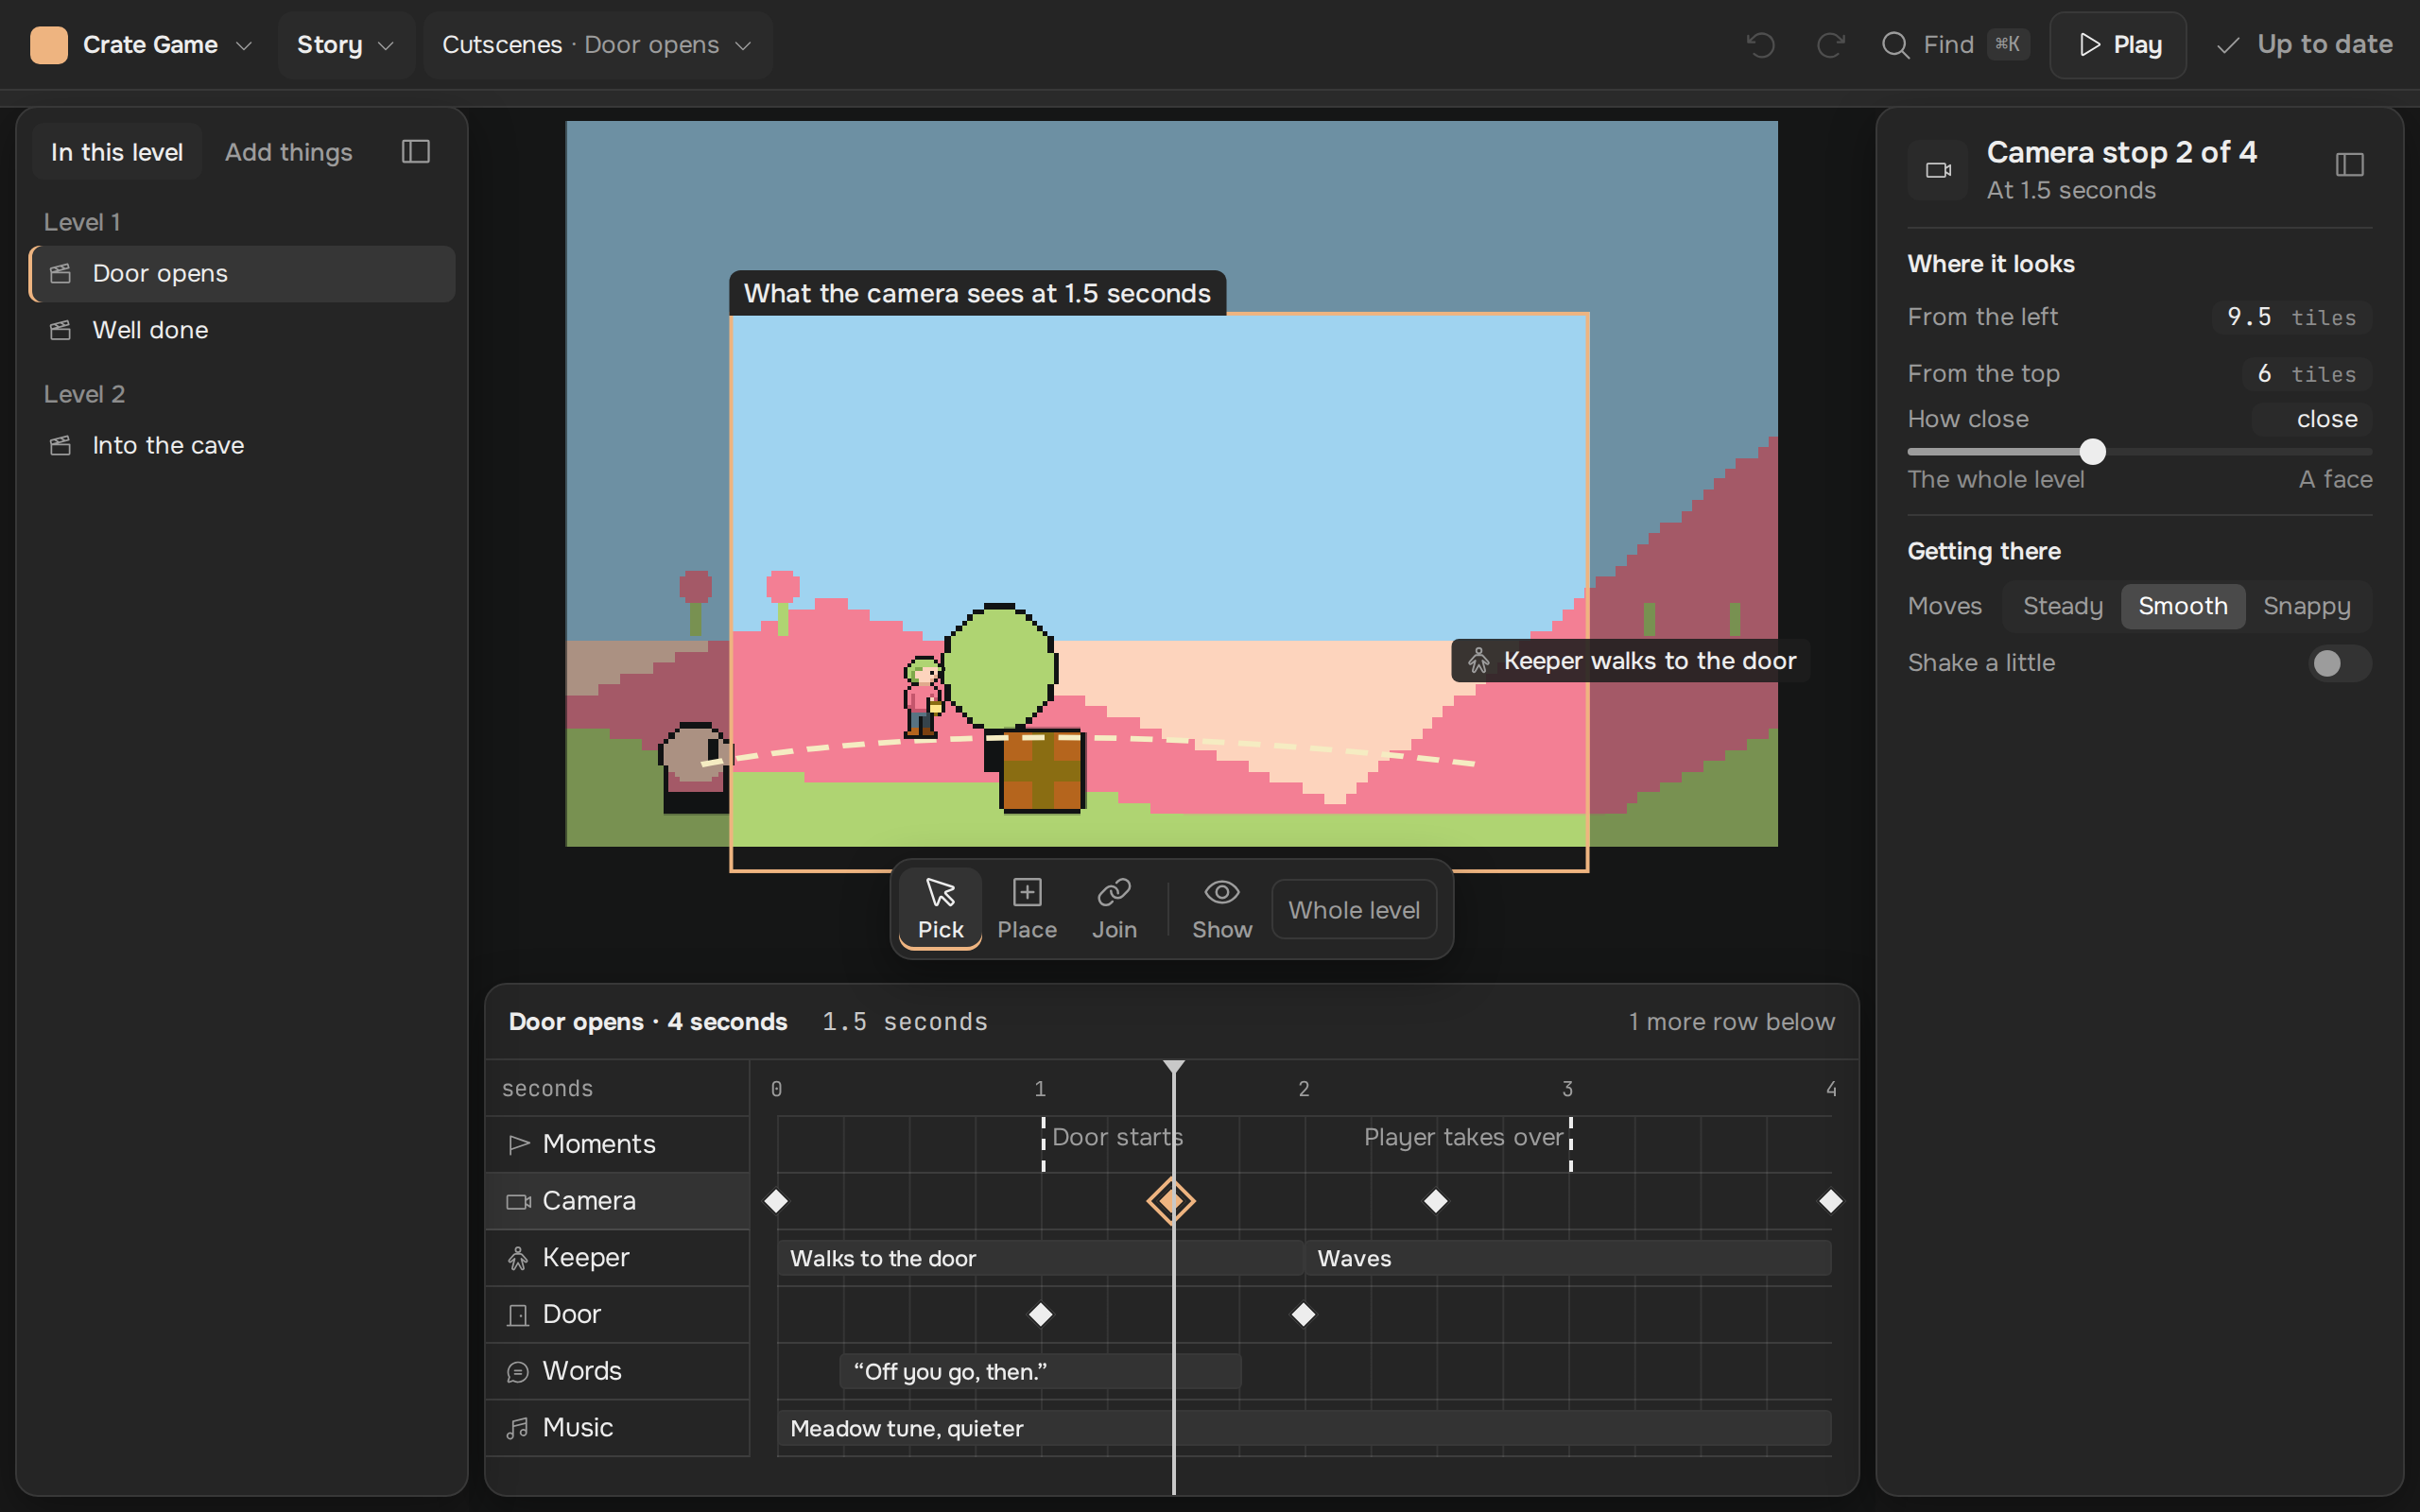 Crate Game
Story
Cutscenes · Door opens
Find ⌘K
Play
Up to date
In this level
Add things
Level 1
Door opens
Well done
Level 2
Into the cave
What the camera sees at 1.5 seconds
Keeper walks to the door
Pick
Place
Join
Show
Whole level
Camera stop 2 of 4
At 1.5 seconds
Where it looks
From the left 9.5 tiles
From the top 6 tiles
How close close
The whole level A face
Getting there
Moves Steady Smooth Snappy
Shake a little
Door opens · 4 seconds 1.5 seconds
1 more row below
seconds 0 1 2 3 4
Moments Door starts Player takes over
Camera
Keeper Walks to the door Waves
Door
Words “Off you go, then.”
Music Meadow tune, quieter